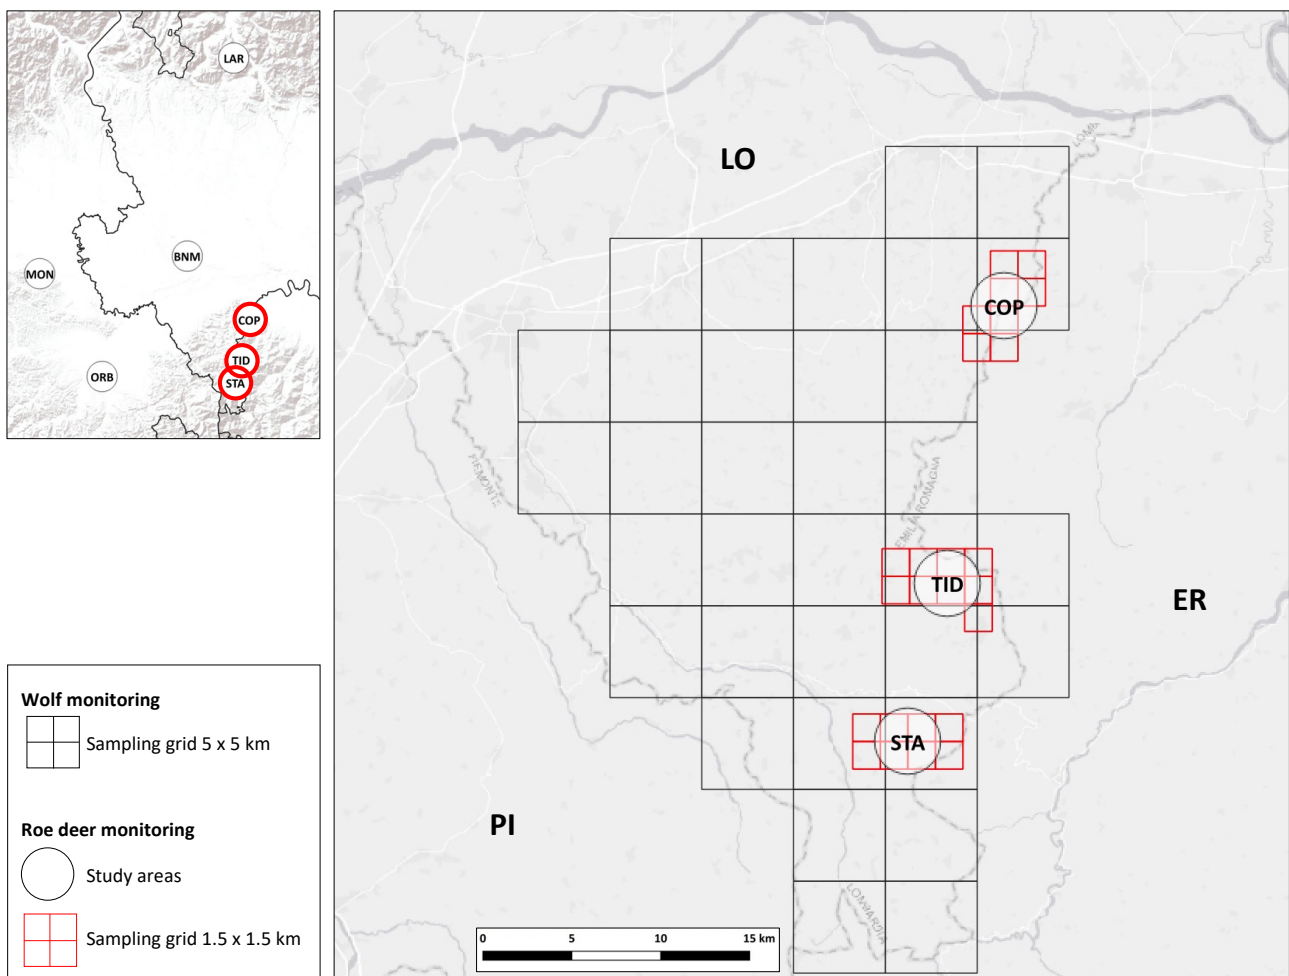 LAR
MON
BNM
COP
TID
STA
ORB
Wolf monitoring
Sampling grid 5 x 5 km
Roe deer monitoring
Study areas
Sampling grid 1.5 x 1.5 km
LO
LOMB
COP
PIEMONTE
EMILIA ROMAGNA
TID
ER
STA
PI
LOMBARDIA
0 5 10 15 km